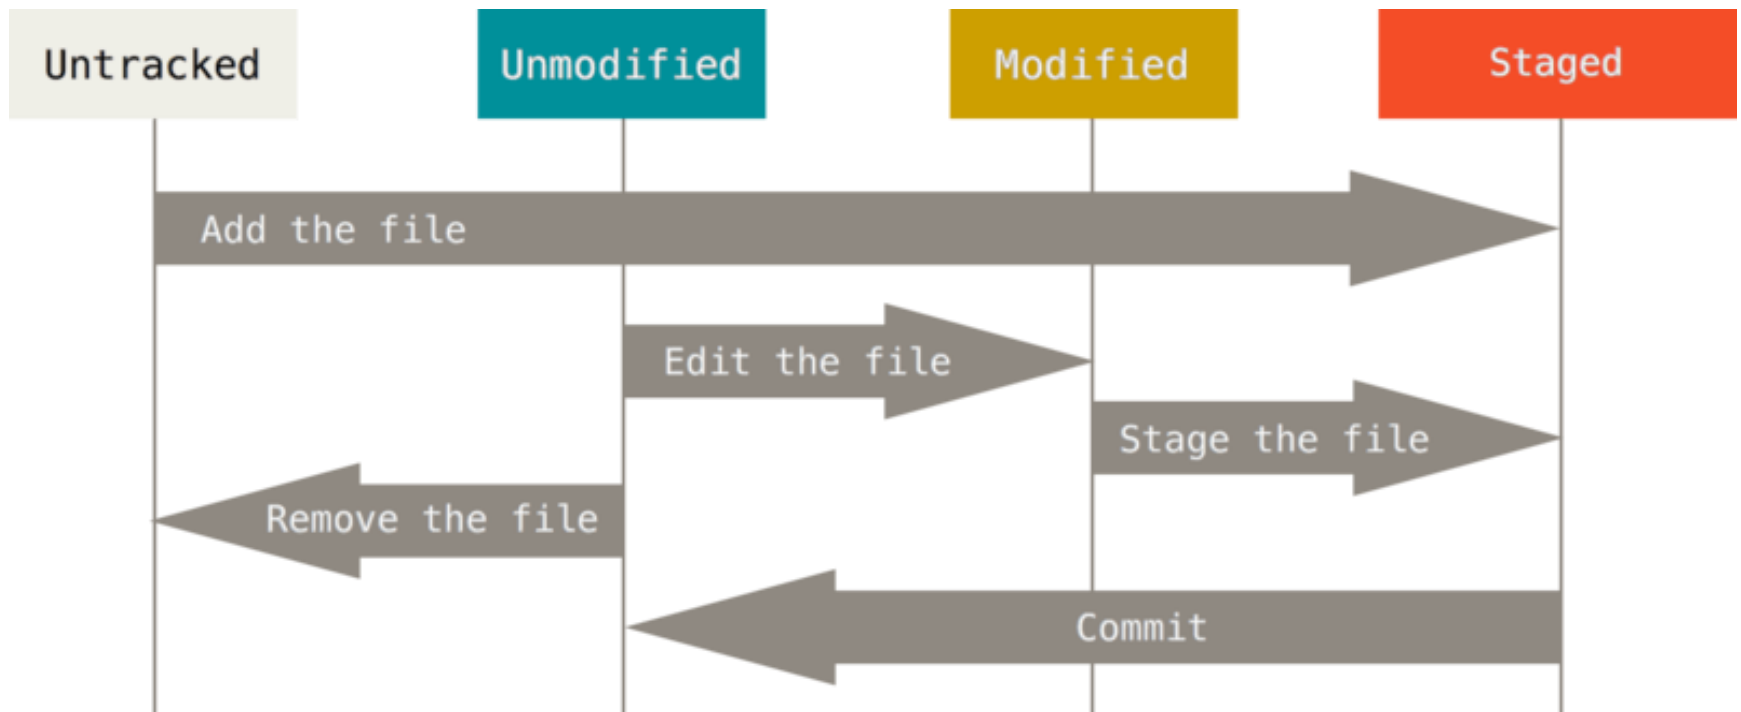 Untracked
Unmodified
Modified
Staged
Add the file
Edit the file
Stage the file
Remove the file
Commit